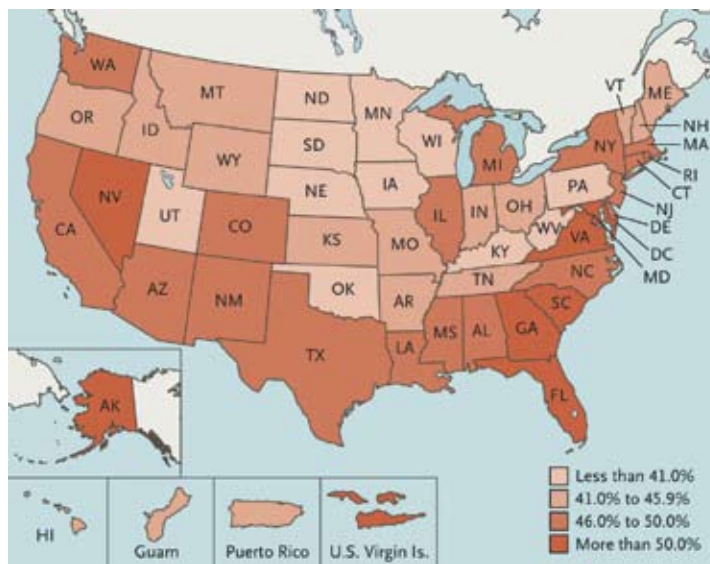 WA
MT
ND
MN
VT
ME
OR
ID
SD
WI
NH
MA
WY
MI
NY
RI
CT
NE
IA
PA
NJ
NV
UT
IL
IN
OH
WV
DE
CA
CO
KS
MO
KY
VA
DC
MD
AZ
NM
OK
AR
TN
NC
SC
TX
LA
MS
AL
GA
FL
AK
HI
Guam
Puerto Rico
U.S. Virgin Is.
Less than 41.0%
41.0% to 45.9%
46.0% to 50.0%
More than 50.0%